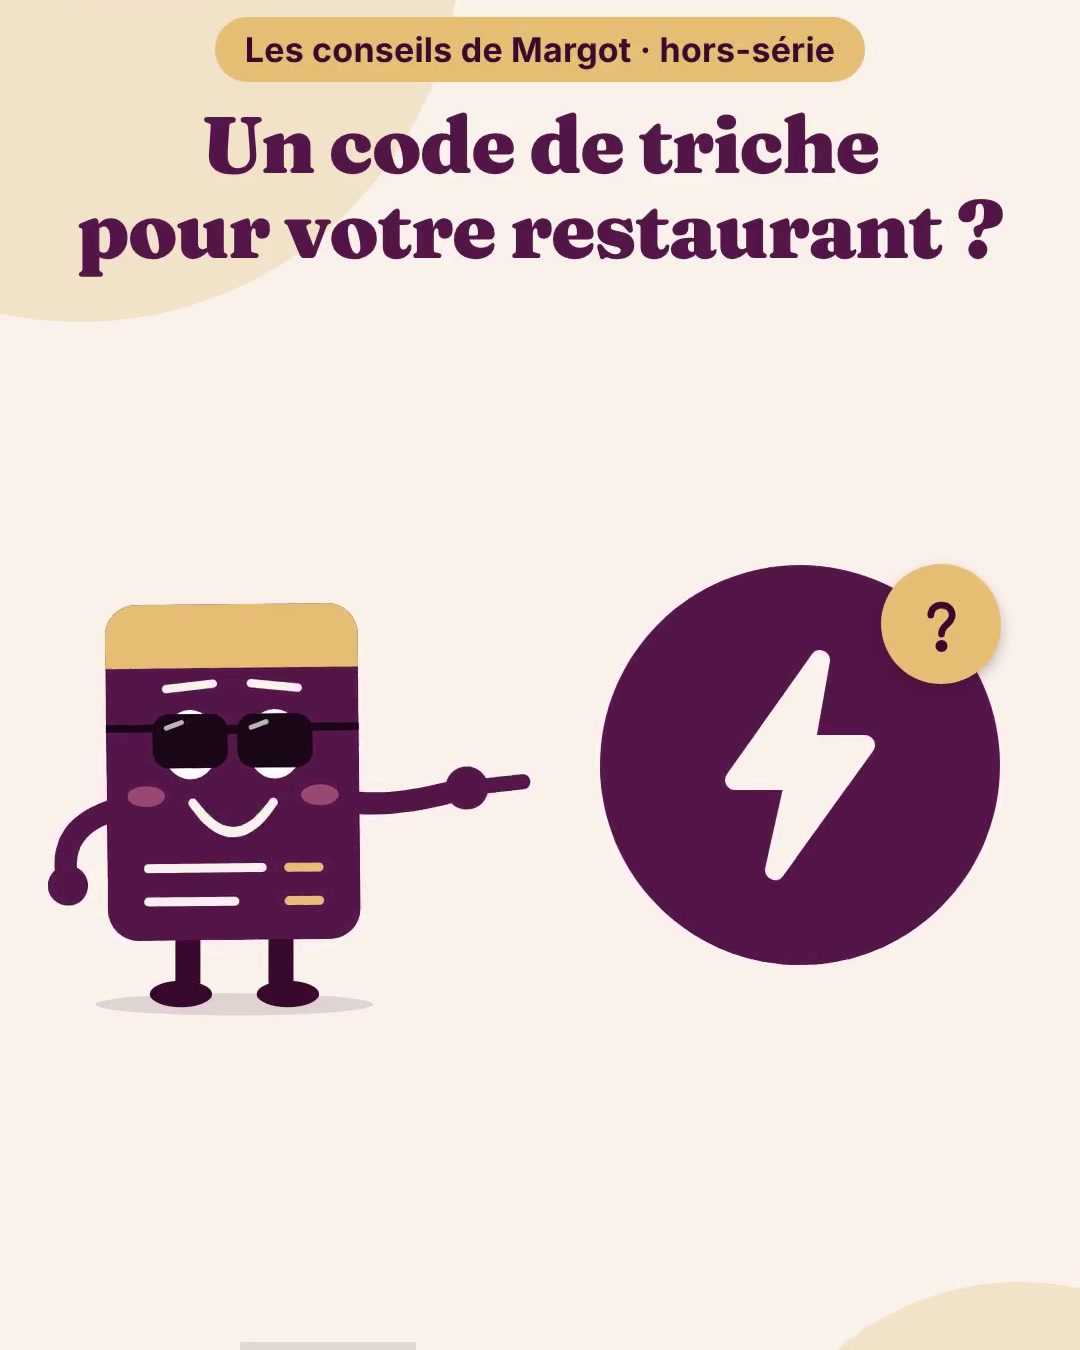 Les conseils de Margot · hors-série
Un code de triche
pour votre restaurant ?
?